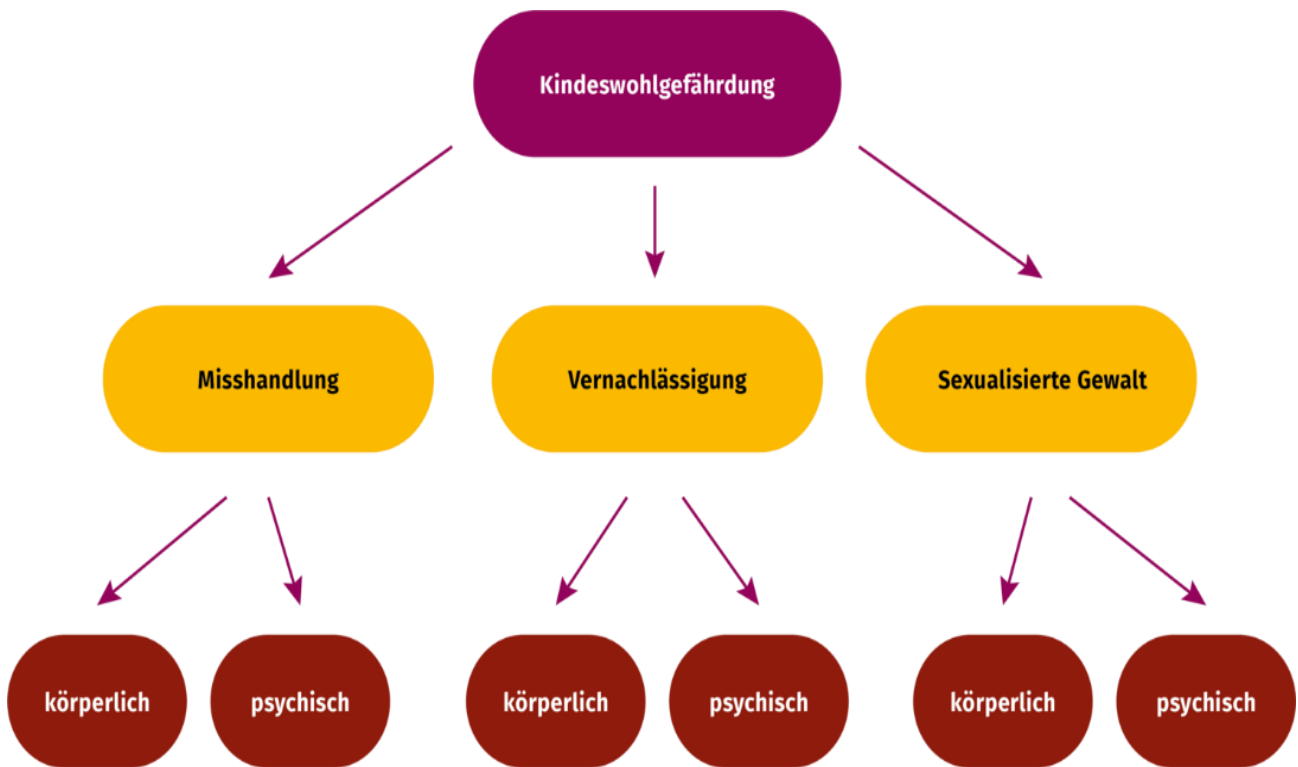 Kindeswohlgefährdung
Misshandlung
Vernachlässigung
Sexualisierte Gewalt
körperlich
psychisch
körperlich
psychisch
körperlich
psychisch